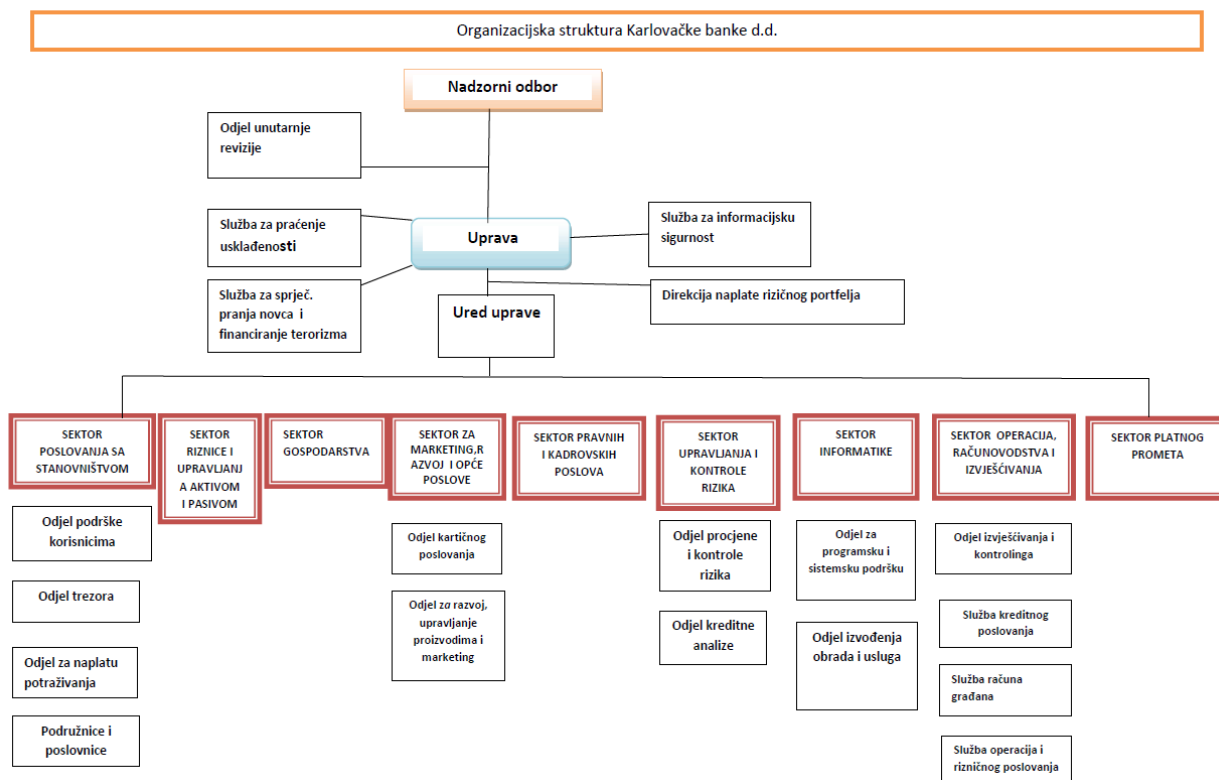 Organizacijska struktura Karlovačke banke d.d.
Nadzorni odbor
Odjel unutarnje
revizije
Služba za praćenje
usklađenosti
Uprava
Služba za informacijsku
sigurnost
Služba za sprječ.
pranja novca i
financiranje terorizma
Direkcija naplate rizičnog portfelja
Ured uprave
SEKTOR
POSLOVANJA SA
STANOVNIŠTVOM
SEKTOR
RIZNICE I
UPRAVLJANJ
A AKTIVOM
I PASIVOM
SEKTOR
GOSPODARSTVA
SEKTOR ZA
MARKETING,R
AZVOJ I OPĆE
POSLOVE
SEKTOR PRAVNIH
I KADROVSKIH
POSLOVA
SEKTOR
UPRAVLJANJA I
KONTROLE
RIZIKA
SEKTOR
INFORMATIKE
SEKTOR OPERACIJA,
RAČUNOVODSTVA I
IZVJEŠĆIVANJA
SEKTOR PLATNOG
PROMETA
Odjel podrške
korisnicima
Odjel trezora
Odjel za naplatu
potraživanja
Podružnice i
poslovnice
Odjel kartičnog
poslovanja
Odjel za razvoj,
upravljanje
proizvodima i
marketing
Odjel procjene
i kontrole
rizika
Odjel kreditne
analize
Odjel za
programsku i
sistemsku podršku
Odjel izvođenja
obrada i usluga
Odjel izvješćivanja i
kontrolinga
Služba kreditnog
poslovanja
Služba računa
građana
Služba operacija i
rizničnog poslovanja